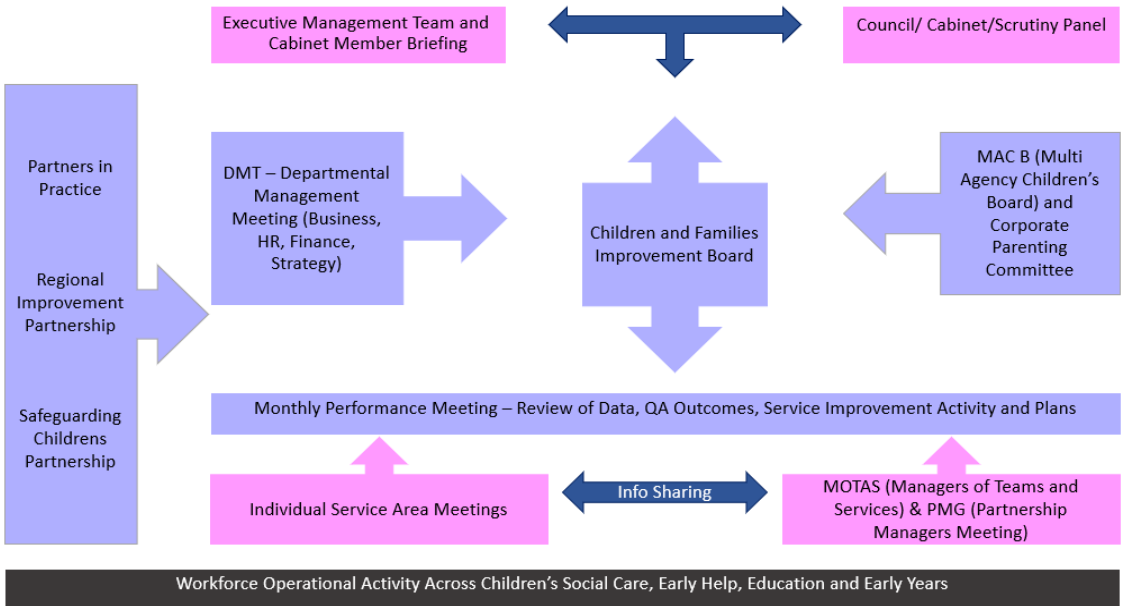 Executive Management Team and
Cabinet Member Briefing
Council/ Cabinet/Scrutiny Panel
Partners in
Practice
Regional
Improvement
Partnership
Safeguarding
Childrens
Partnership
DMT – Departmental
Management
Meeting (Business,
HR, Finance,
Strategy)
Children and Families
Improvement Board
MAC B (Multi
Agency Children’s
Board) and
Corporate
Parenting
Committee
Monthly Performance Meeting – Review of Data, QA Outcomes, Service Improvement Activity and Plans
Individual Service Area Meetings
Info Sharing
MOTAS (Managers of Teams and
Services) & PMG (Partnership
Managers Meeting)
Workforce Operational Activity Across Children’s Social Care, Early Help, Education and Early Years